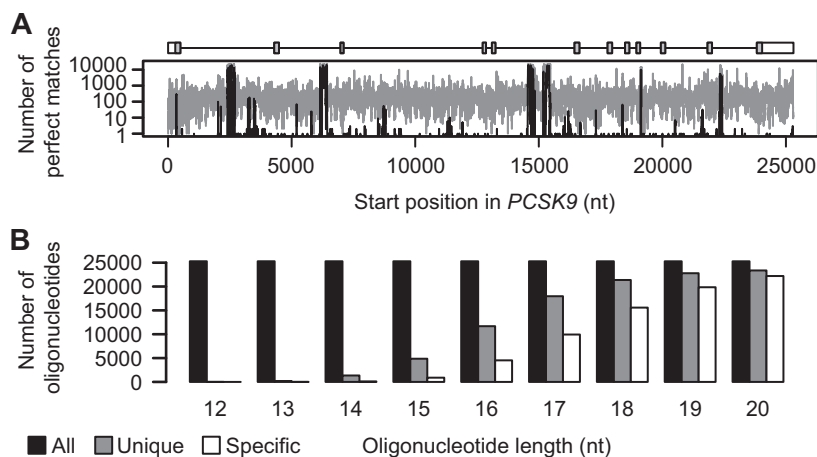 A
Number of
perfect matches
10000
1000
100
10
1
0
5000
10000
15000
20000
25000
Start position in PCSK9 (nt)
B
Number of
oligonucleotides
25000
20000
15000
10000
5000
0
12
13
14
15
16
17
18
19
20
All
Unique
Specific
Oligonucleotide length (nt)